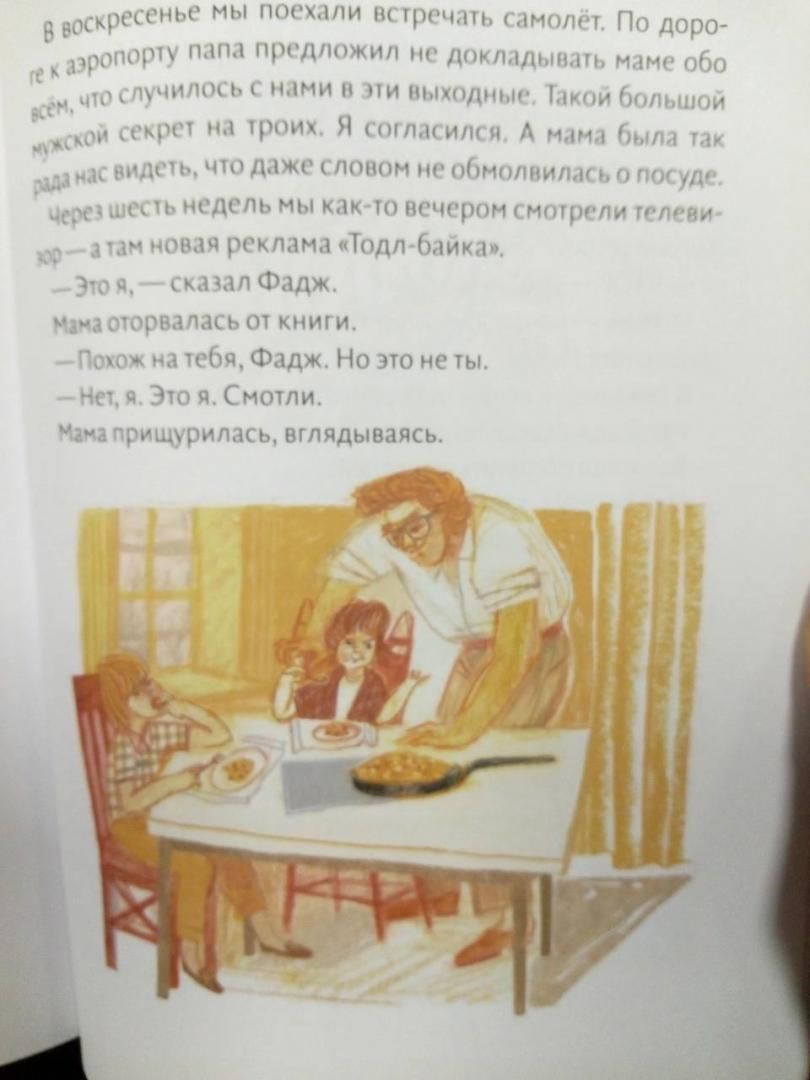 В воскресенье мы поехали встречать самолёт. По доро-
ге к аэропорту папа предложил не докладывать маме обо
всём, что случилось с нами в эти выходные. Такой большой
мужской секрет на троих. Я согласился. А мама была так
рада нас видеть, что даже словом не обмолвилась о посуде.
Через шесть недель мы как-то вечером смотрели телеви-
зор — а там новая реклама «Тодл-байка».
— Это я, — сказал Фадж.
Мама оторвалась от книги.
— Похож на тебя, Фадж. Но это не ты.
— Нет, я. Это я. Смотли.
Мама прищурилась, вглядываясь.